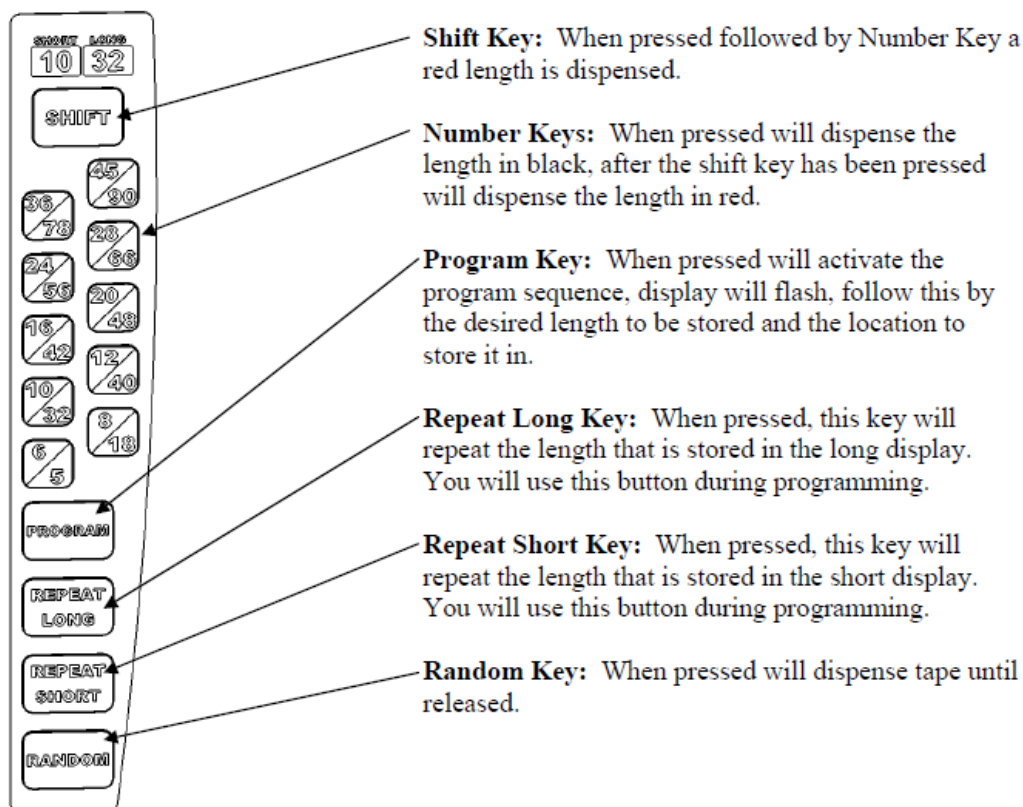 SHORT LONG
10 32
SHIFT
45/90
36/78
28/66
24/56
20/48
16/42
12/40
10/32
8/18
6/5
PROGRAM
REPEAT
LONG
REPEAT
SHORT
RANDOM
Shift Key: When pressed followed by Number Key a
red length is dispensed.
Number Keys: When pressed will dispense the
length in black, after the shift key has been pressed
will dispense the length in red.
Program Key: When pressed will activate the
program sequence, display will flash, follow this by
the desired length to be stored and the location to
store it in.
Repeat Long Key: When pressed, this key will
repeat the length that is stored in the long display.
You will use this button during programming.
Repeat Short Key: When pressed, this key will
repeat the length that is stored in the short display.
You will use this button during programming.
Random Key: When pressed will dispense tape until
released.